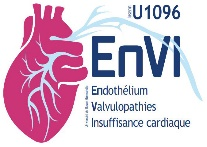 U1096
EnVI
Endothélium
Valvulopathies
Insuffisance cardiaque